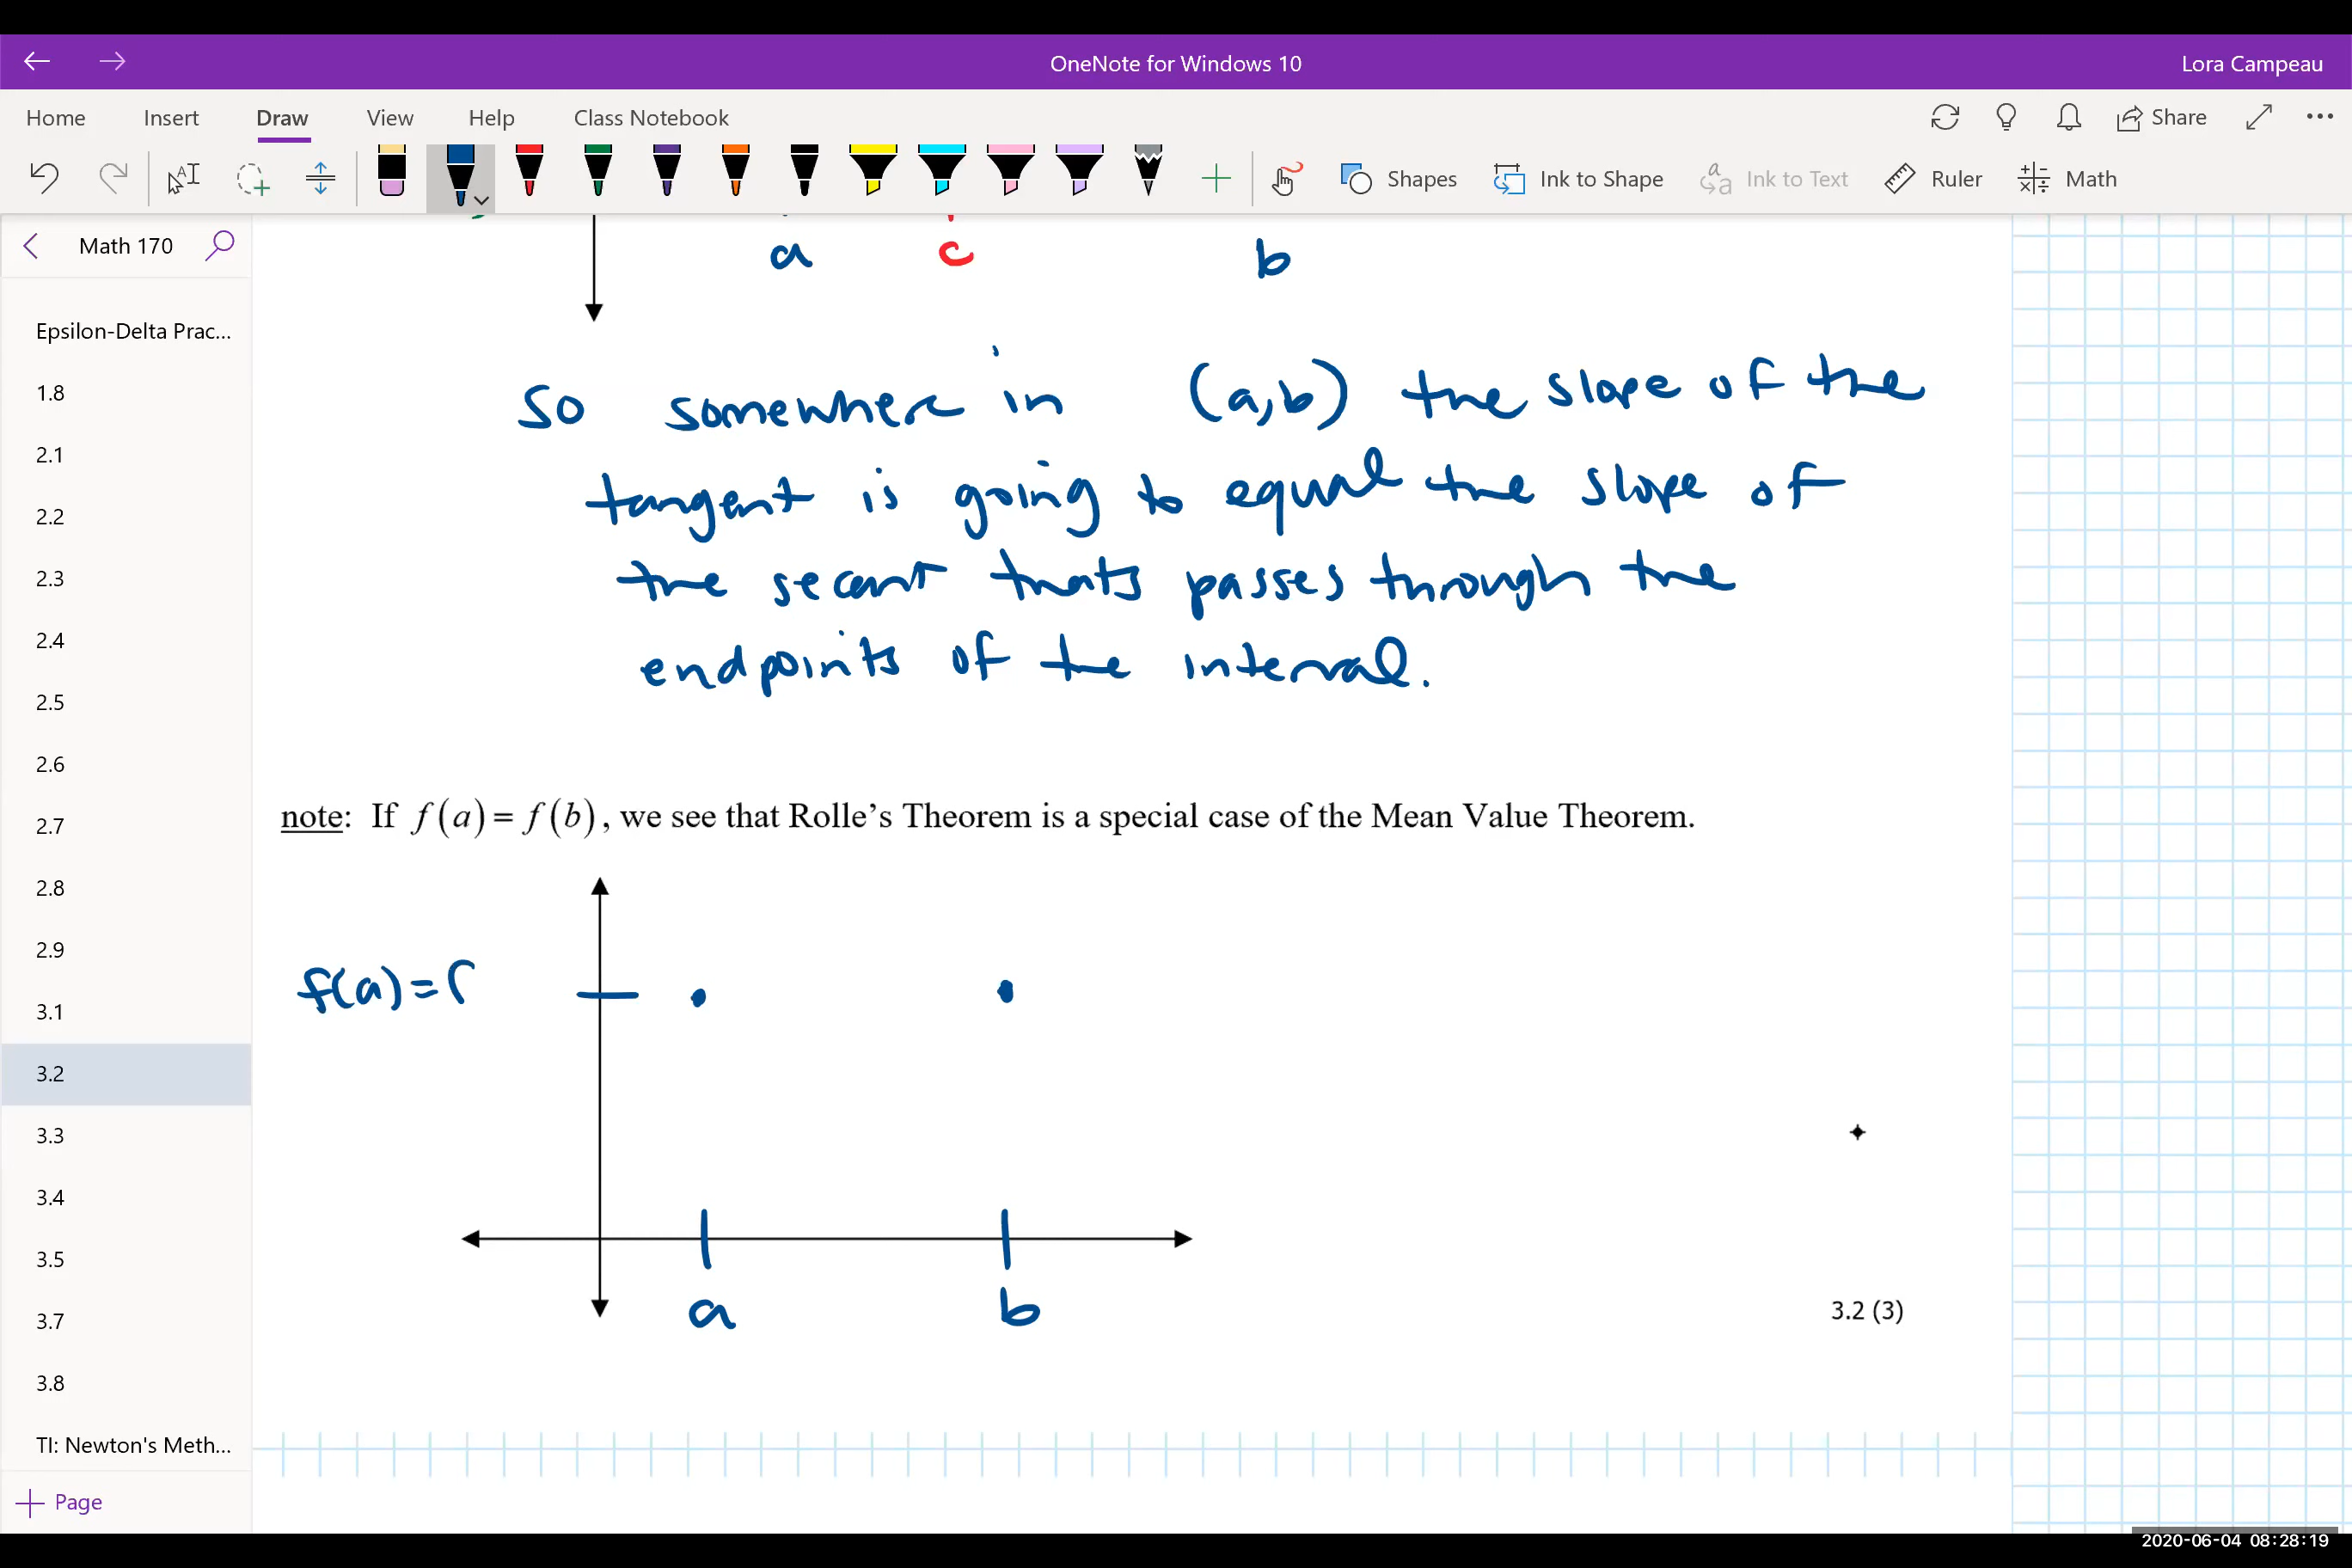 OneNote for Windows 10
Lora Campeau
Home Insert Draw View Help Class Notebook
Share
Shapes Ink to Shape Ink to Text Ruler Math
Math 170
Epsilon-Delta Prac...
1.8
2.1
2.2
2.3
2.4
2.5
2.6
2.7
2.8
2.9
3.1
3.2
3.3
3.4
3.5
3.7
3.8
TI: Newton's Meth...
Page
a c b
so somewhere in (a,b) the slope of the
tangent is going to equal the slope of
the secant thats passes through the
endpoints of the interval.
note: If f(a) = f(b), we see that Rolle's Theorem is a special case of the Mean Value Theorem.
f(a)=
a b
3.2 (3)
2020-06-04 08:28:19